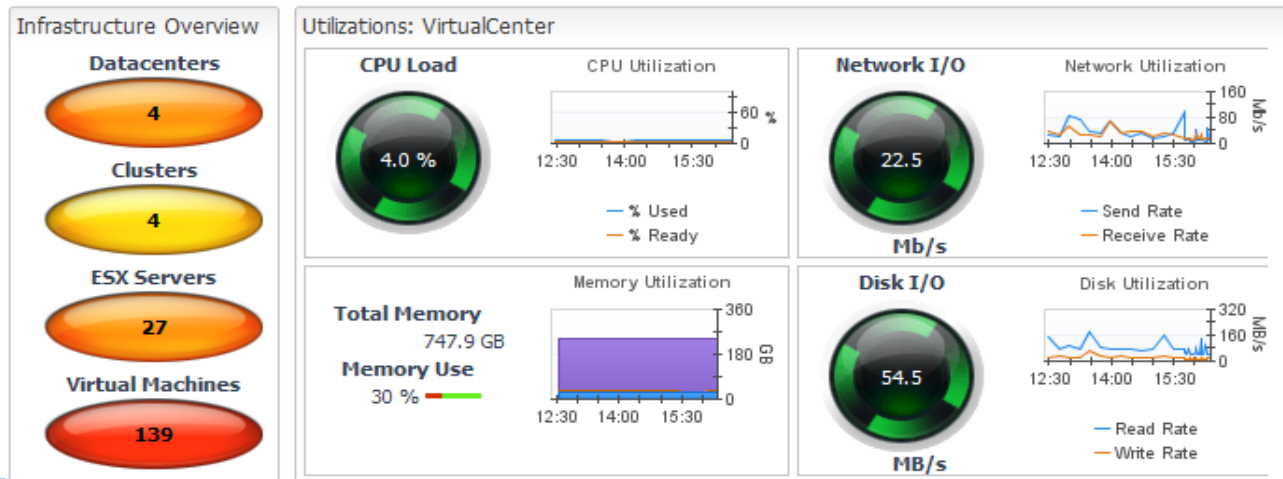 Infrastructure Overview
Datacenters
4
Clusters
4
ESX Servers
27
Virtual Machines
139
Utilizations: VirtualCenter
CPU Load
4.0 %
CPU Utilization
60
0
%
12:30 14:00 15:30
% Used
% Ready
Network I/O
22.5
Mb/s
Network Utilization
160
80
0
Mb/s
12:30 14:00 15:30
Send Rate
Receive Rate
Total Memory
747.9 GB
Memory Use
30 %
Memory Utilization
360
180
0
GB
12:30 14:00 15:30
Disk I/O
54.5
MB/s
Disk Utilization
320
160
0
MB/s
12:30 14:00 15:30
Read Rate
Write Rate